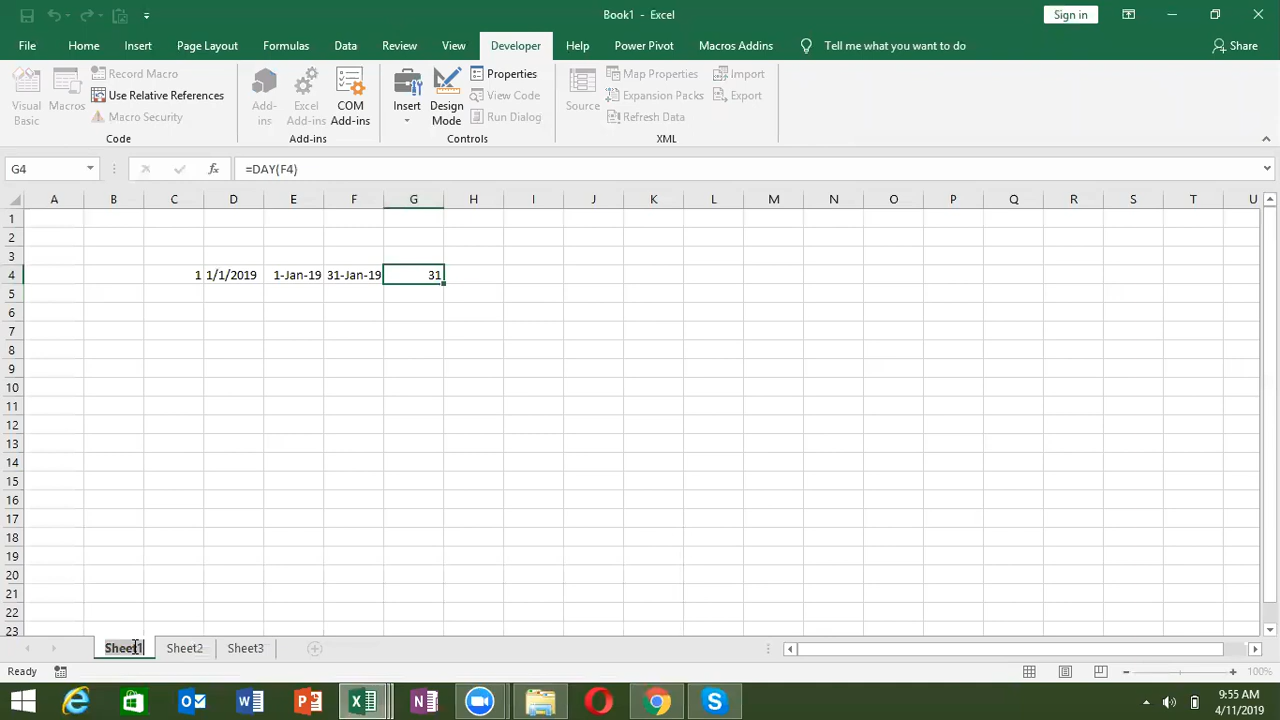 Book1 - Excel
Sign in
File Home Insert Page Layout Formulas Data Review View Developer Help Power Pivot Macros Addins Tell me what you want to do Share
Visual Basic
Macros
Record Macro
Use Relative References
Macro Security
Code
Add-ins
Excel Add-ins
COM Add-ins
Add-ins
Insert
Design Mode
Properties
View Code
Run Dialog
Controls
Source
Map Properties
Expansion Packs
Refresh Data
Import
Export
XML
G4 fx =DAY(F4)
A B C D E F G H I J K L M N O P Q R S T U
1
2
3
4 1 1/1/2019 1-Jan-19 31-Jan-19 31
5
6
7
8
9
10
11
12
13
14
15
16
17
18
19
20
21
22
23
Sheet1 Sheet2 Sheet3
Ready 100%
9:55 AM
4/11/2019